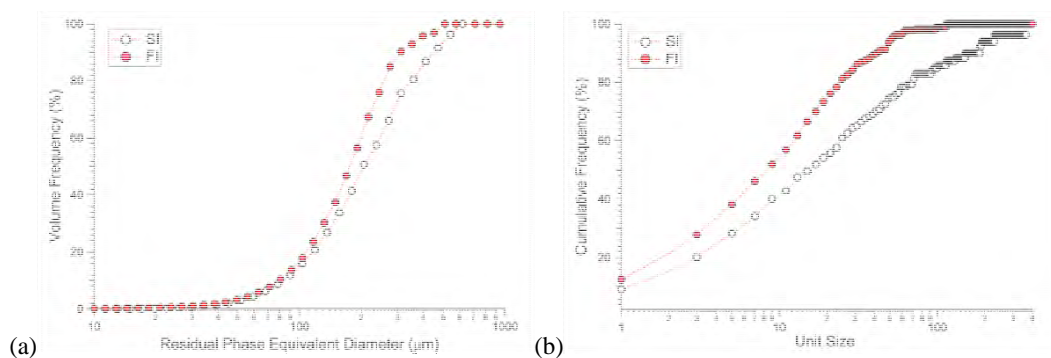 (a)
Volume Frequency (%)
100
80
60
40
20
0
SI
FI
10
100
1000
Residual Phase Equivalent Diameter (μm)
(b)
Cumulative Frequency (%)
100
80
60
40
20
SI
FI
1
10
100
Unit Size